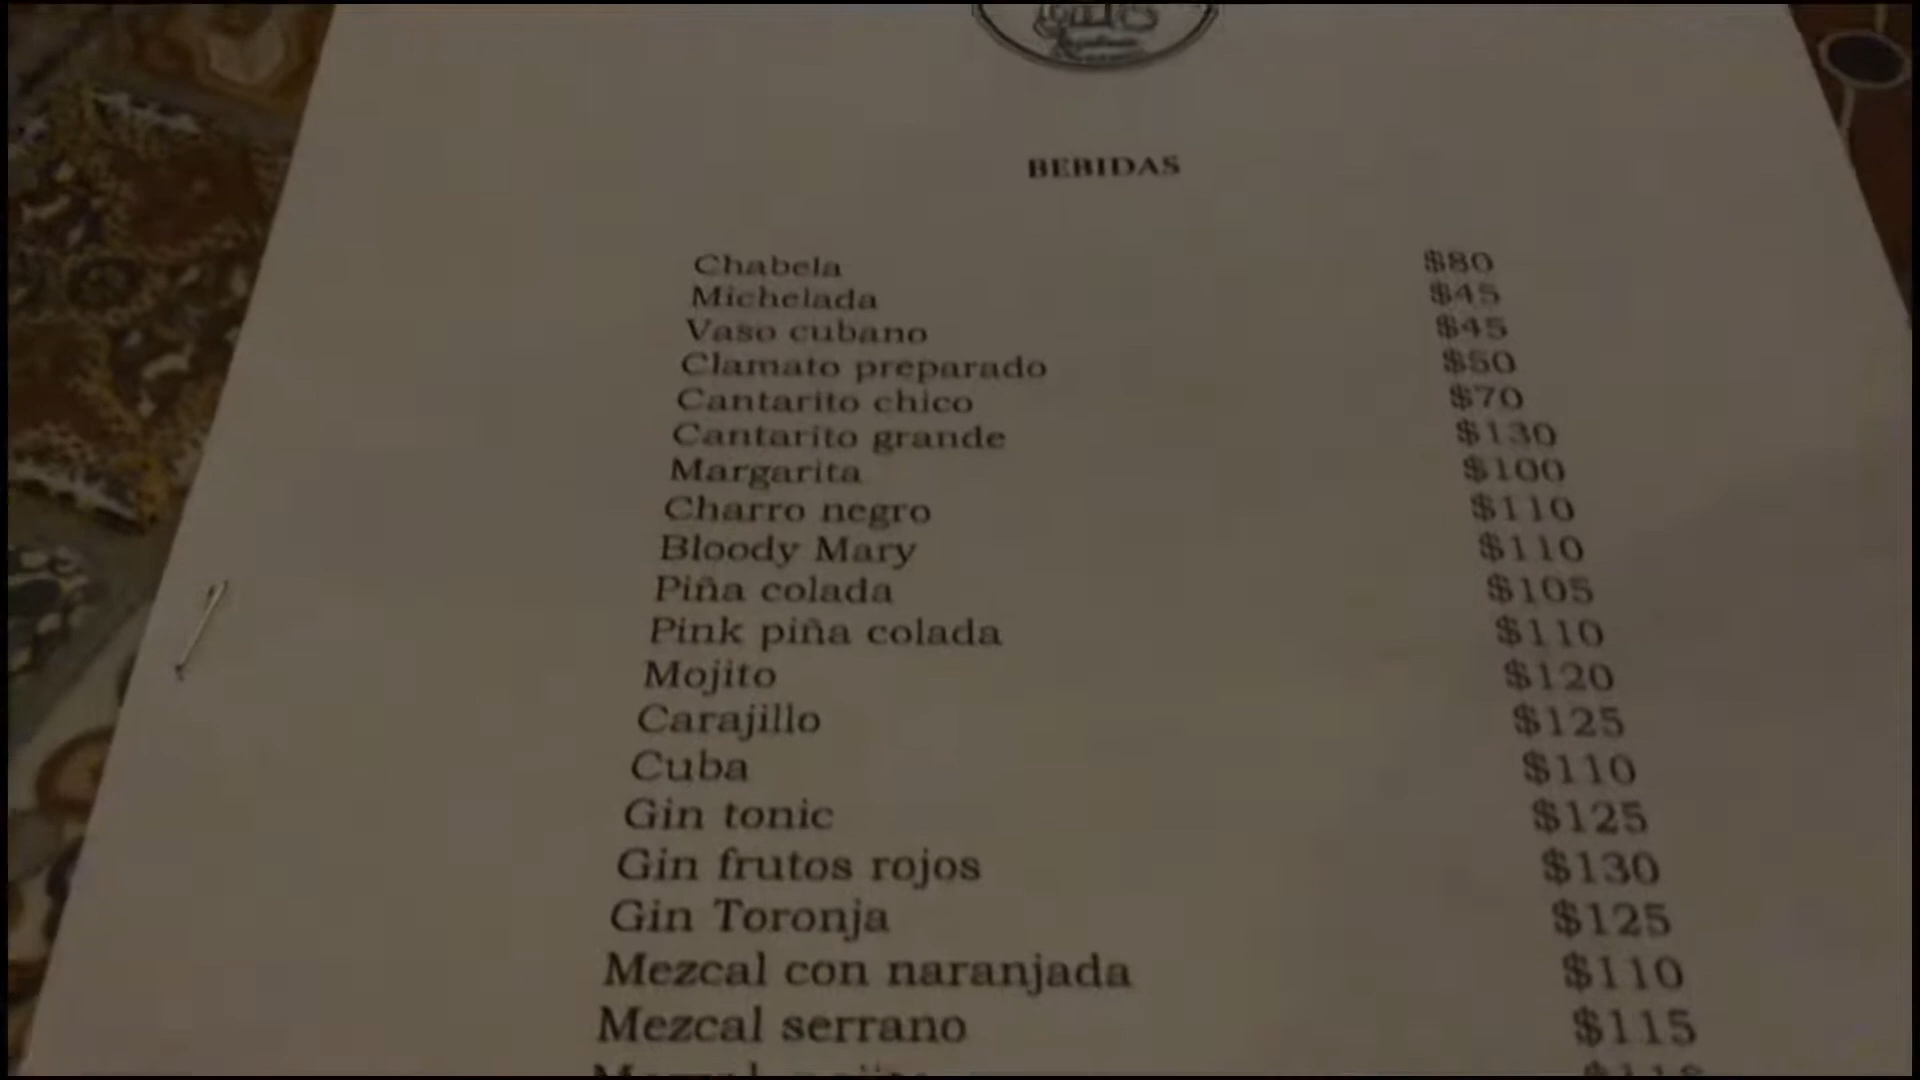 BEBIDAS
Chabela $80
Michelada $45
Vaso cubano $45
Clamato preparado $50
Cantarito chico $70
Cantarito grande $130
Margarita $100
Charro negro $110
Bloody Mary $110
Piña colada $105
Pink piña colada $110
Mojito $120
Carajillo $125
Cuba $110
Gin tonic $125
Gin frutos rojos $130
Gin Toronja $125
Mezcal con naranjada $110
Mezcal serrano $115